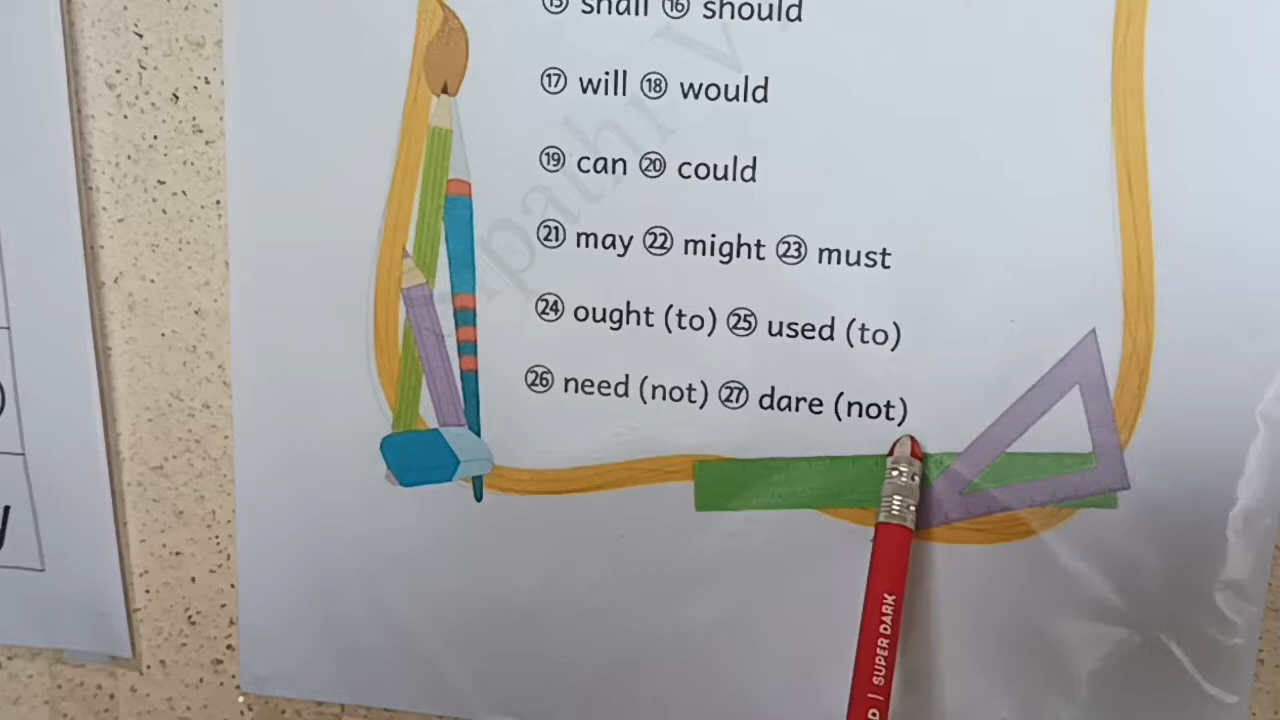 ⑮ shall ⑯ should
⑰ will ⑱ would
⑲ can ⑳ could
㉑ may ㉒ might ㉓ must
㉔ ought (to) ㉕ used (to)
㉖ need (not) ㉗ dare (not)
SUPER DARK